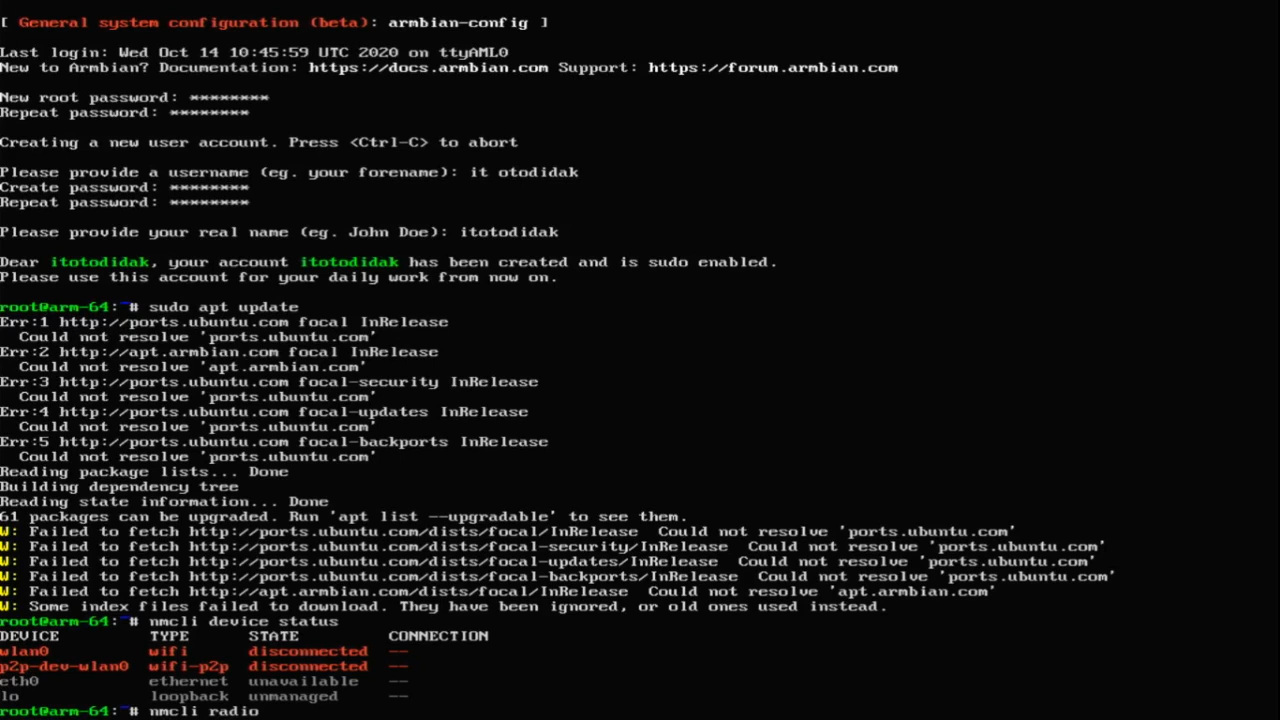 [ General system configuration (beta): armbian-config ]
Last login: Wed Oct 14 10:45:59 UTC 2020 on ttyAML0
New to Armbian? Documentation: https://docs.armbian.com Support: https://forum.armbian.com
New root password: ********
Repeat password: ********
Creating a new user account. Press <Ctrl-C> to abort
Please provide a username (eg. your forename): it otodidak
Create password: ********
Repeat password: ********
Please provide your real name (eg. John Doe): itotodidak
Dear itotodidak, your account itotodidak has been created and is sudo enabled.
Please use this account for your daily work from now on.
root@arm-64:~# sudo apt update
Err:1 http://ports.ubuntu.com focal InRelease
  Could not resolve 'ports.ubuntu.com'
Err:2 http://apt.armbian.com focal InRelease
  Could not resolve 'apt.armbian.com'
Err:3 http://ports.ubuntu.com focal-security InRelease
  Could not resolve 'ports.ubuntu.com'
Err:4 http://ports.ubuntu.com focal-updates InRelease
  Could not resolve 'ports.ubuntu.com'
Err:5 http://ports.ubuntu.com focal-backports InRelease
  Could not resolve 'ports.ubuntu.com'
Reading package lists... Done
Building dependency tree
Reading state information... Done
61 packages can be upgraded. Run 'apt list --upgradable' to see them.
W: Failed to fetch http://ports.ubuntu.com/dists/focal/InRelease  Could not resolve 'ports.ubuntu.com'
W: Failed to fetch http://ports.ubuntu.com/dists/focal-security/InRelease  Could not resolve 'ports.ubuntu.com'
W: Failed to fetch http://ports.ubuntu.com/dists/focal-updates/InRelease  Could not resolve 'ports.ubuntu.com'
W: Failed to fetch http://ports.ubuntu.com/dists/focal-backports/InRelease  Could not resolve 'ports.ubuntu.com'
W: Failed to fetch http://apt.armbian.com/dists/focal/InRelease  Could not resolve 'apt.armbian.com'
W: Some index files failed to download. They have been ignored, or old ones used instead.
root@arm-64:~# nmcli device status
DEVICE         TYPE      STATE         CONNECTION
wlan0          wifi      disconnected  --
p2p-dev-wlan0  wifi-p2p  disconnected  --
eth0           ethernet  unavailable   --
lo             loopback  unmanaged     --
root@arm-64:~# nmcli radio